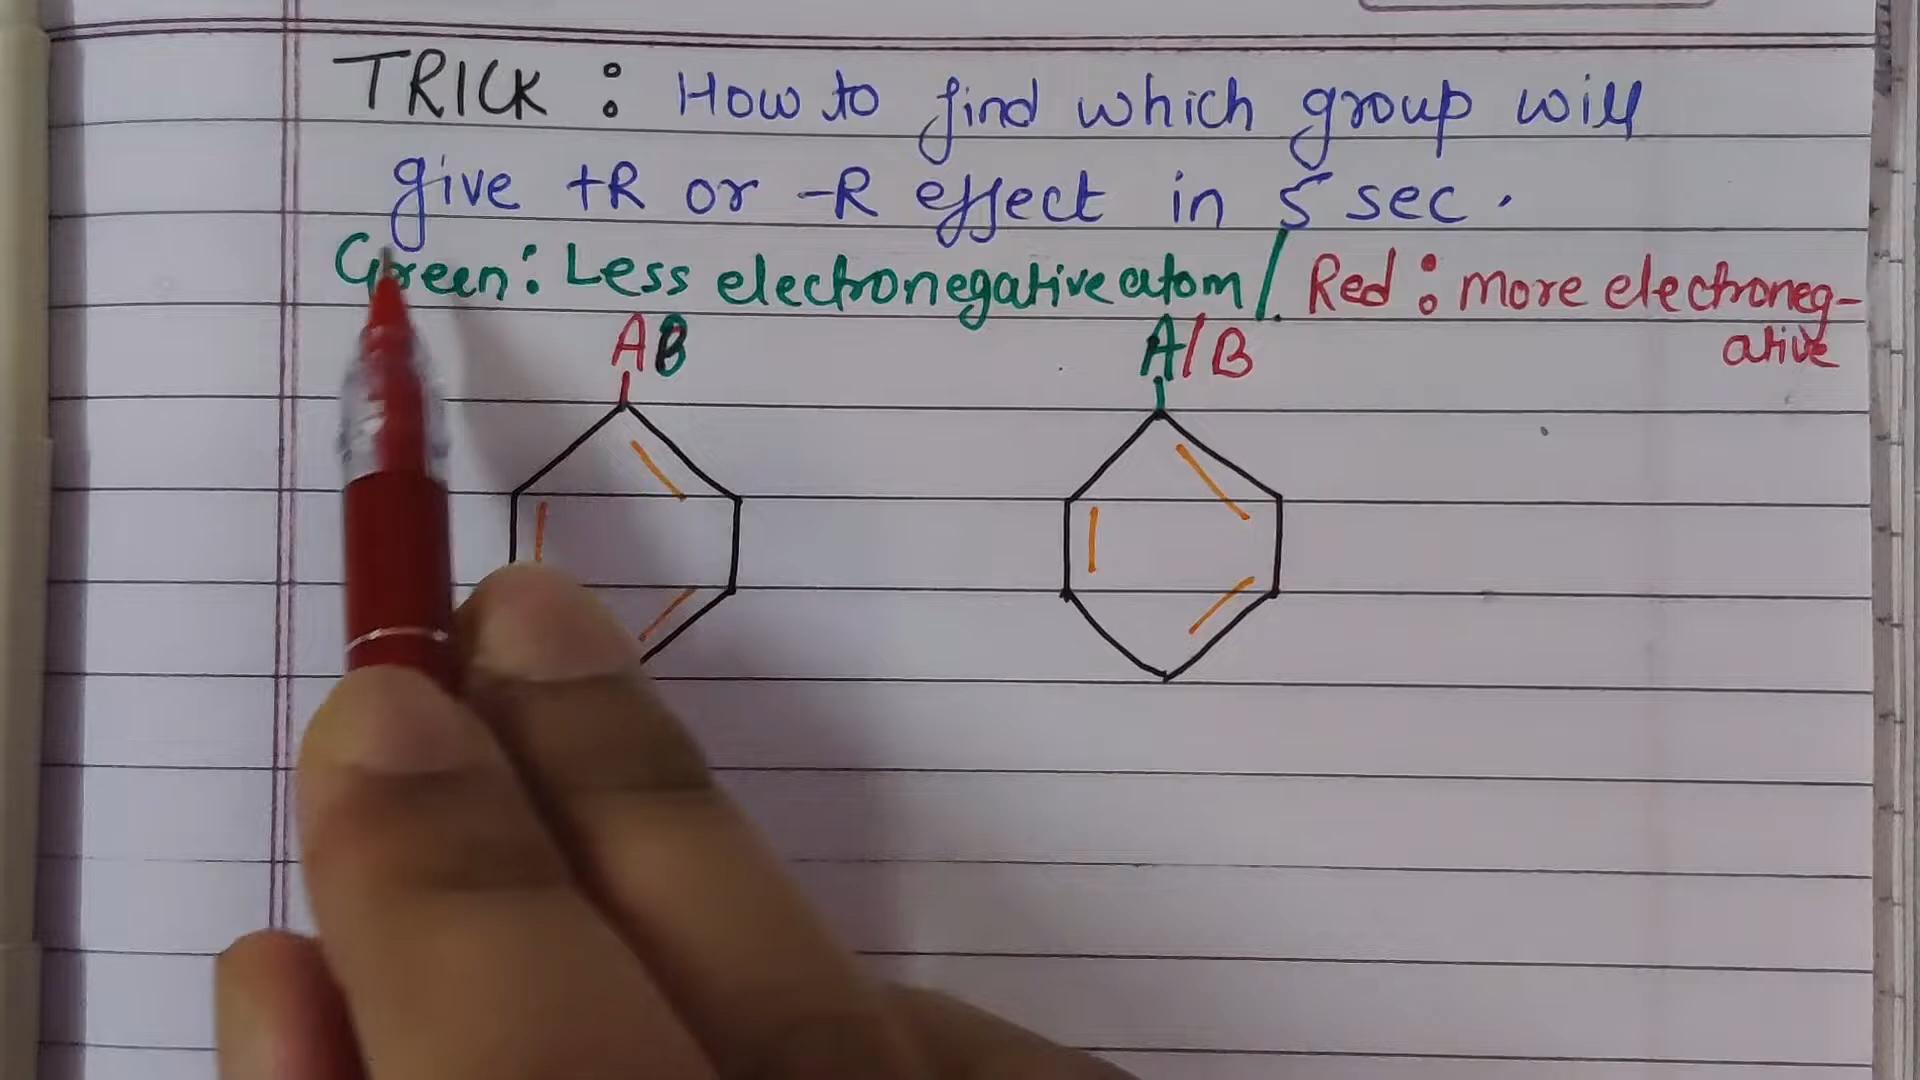 TRICK : How to find which group will
give +R or -R effect in 5 sec.
Green: Less electronegative atom / Red : more electroneg-
ative
AB
A/B